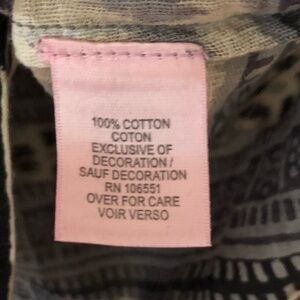 100% COTTON
COTON
EXCLUSIVE OF
DECORATION /
SAUF DECORATION
RN 106551
OVER FOR CARE
VOIR VERSO